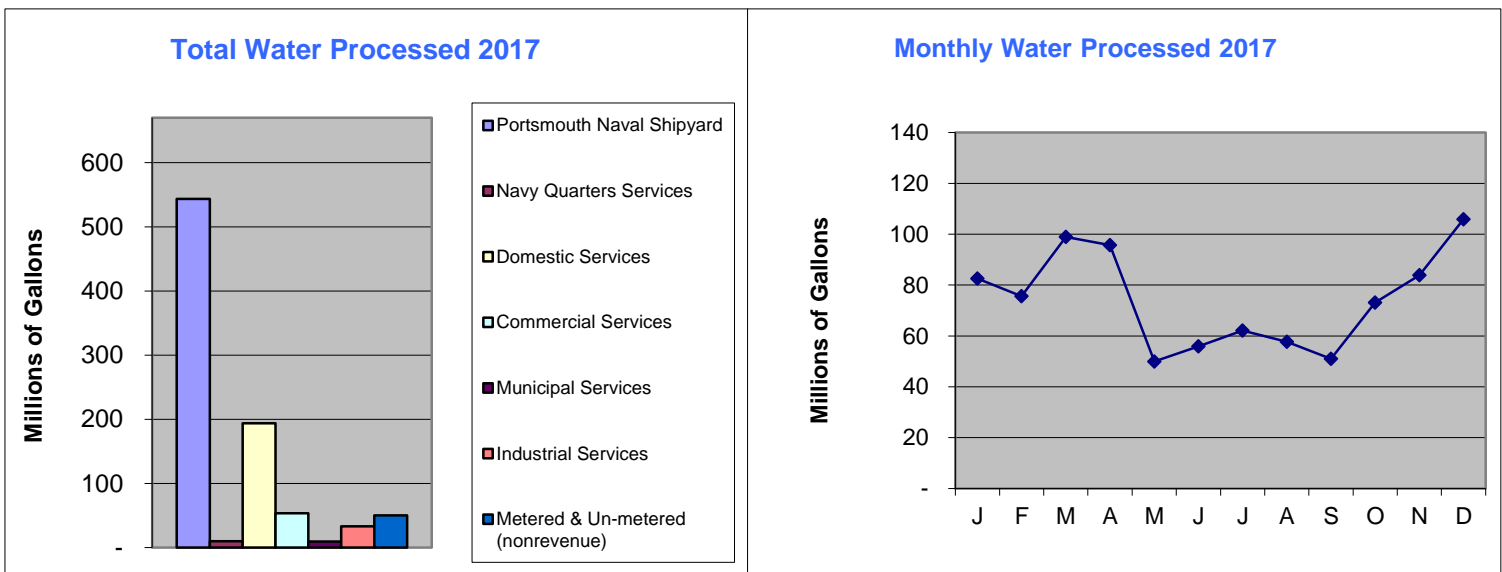 Total Water Processed 2017
Millions of Gallons
600
500
400
300
200
100
-
Portsmouth Naval Shipyard
Navy Quarters Services
Domestic Services
Commercial Services
Municipal Services
Industrial Services
Metered & Un-metered
(nonrevenue)
Monthly Water Processed 2017
Millions of Gallons
140
120
100
80
60
40
20
-
J F M A M J J A S O N D